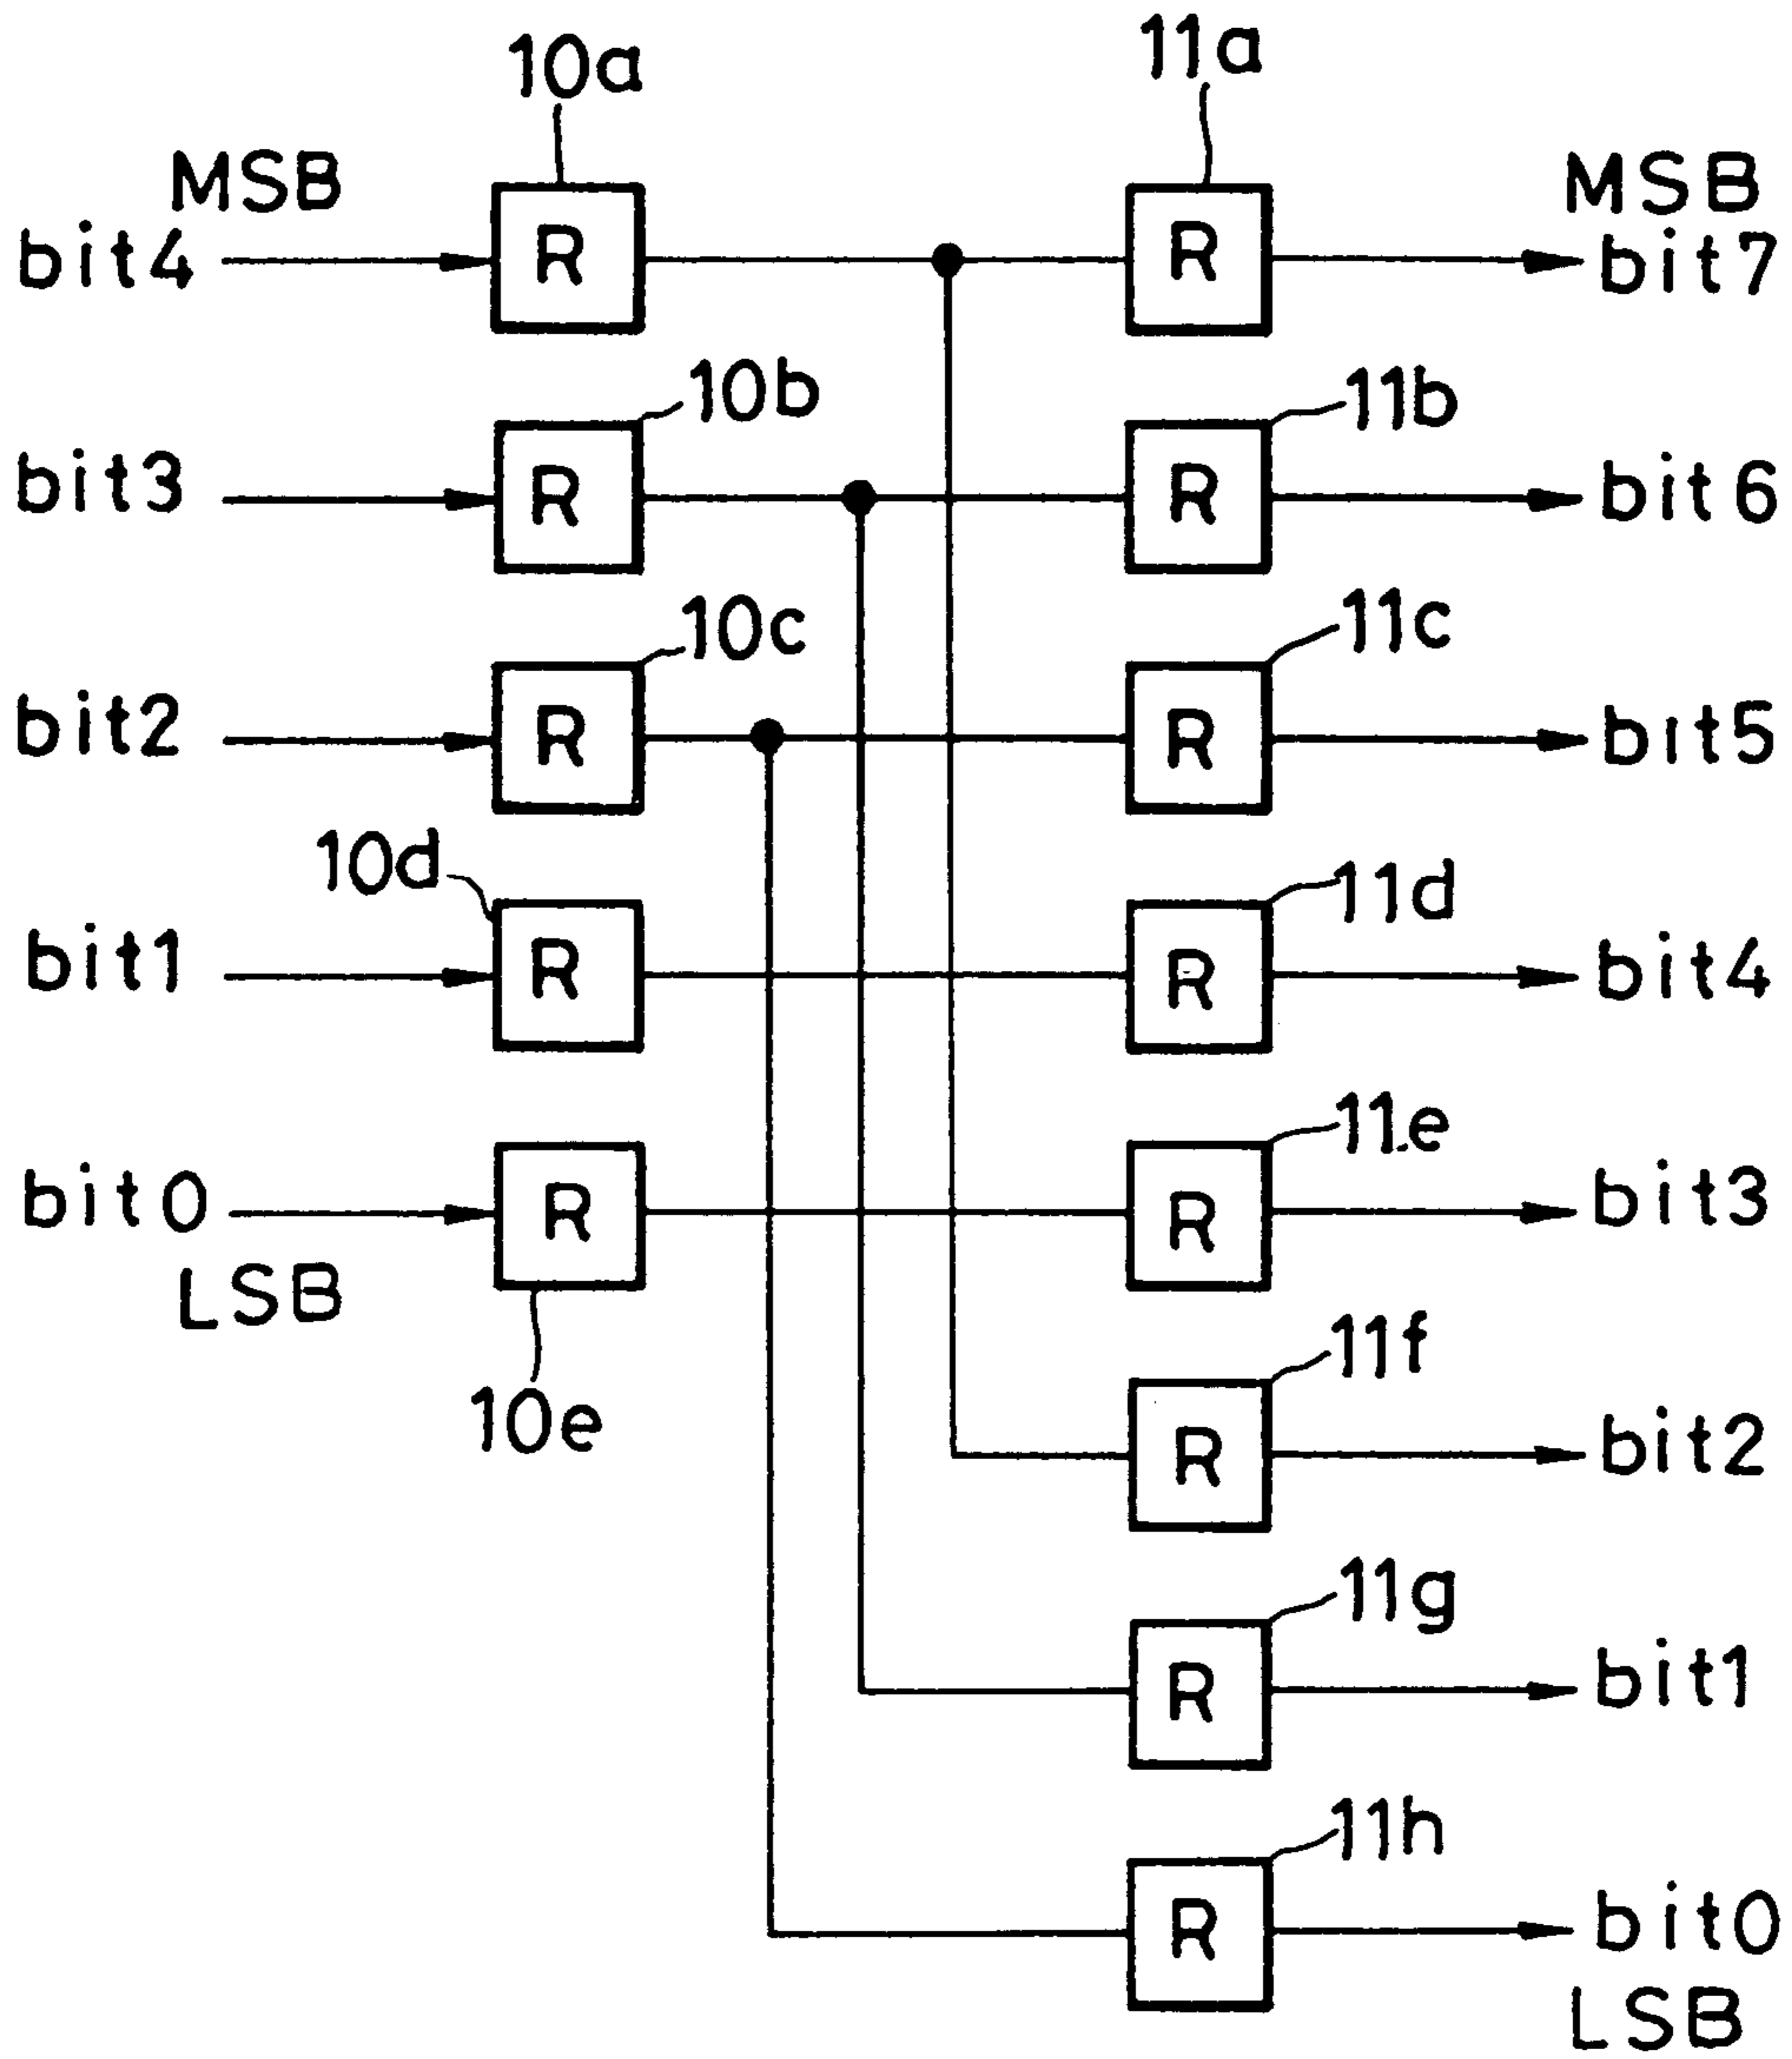 10a 11a
MSB MSB
bit4 R R bit7
10b 11b
bit3 R R bit6
10c 11c
bit2 R R bit5
10d 11d
bit1 R R bit4
11e
bit0 R R bit3
LSB
11f
10e
R bit2
11g
R bit1
11h
R bit0
LSB